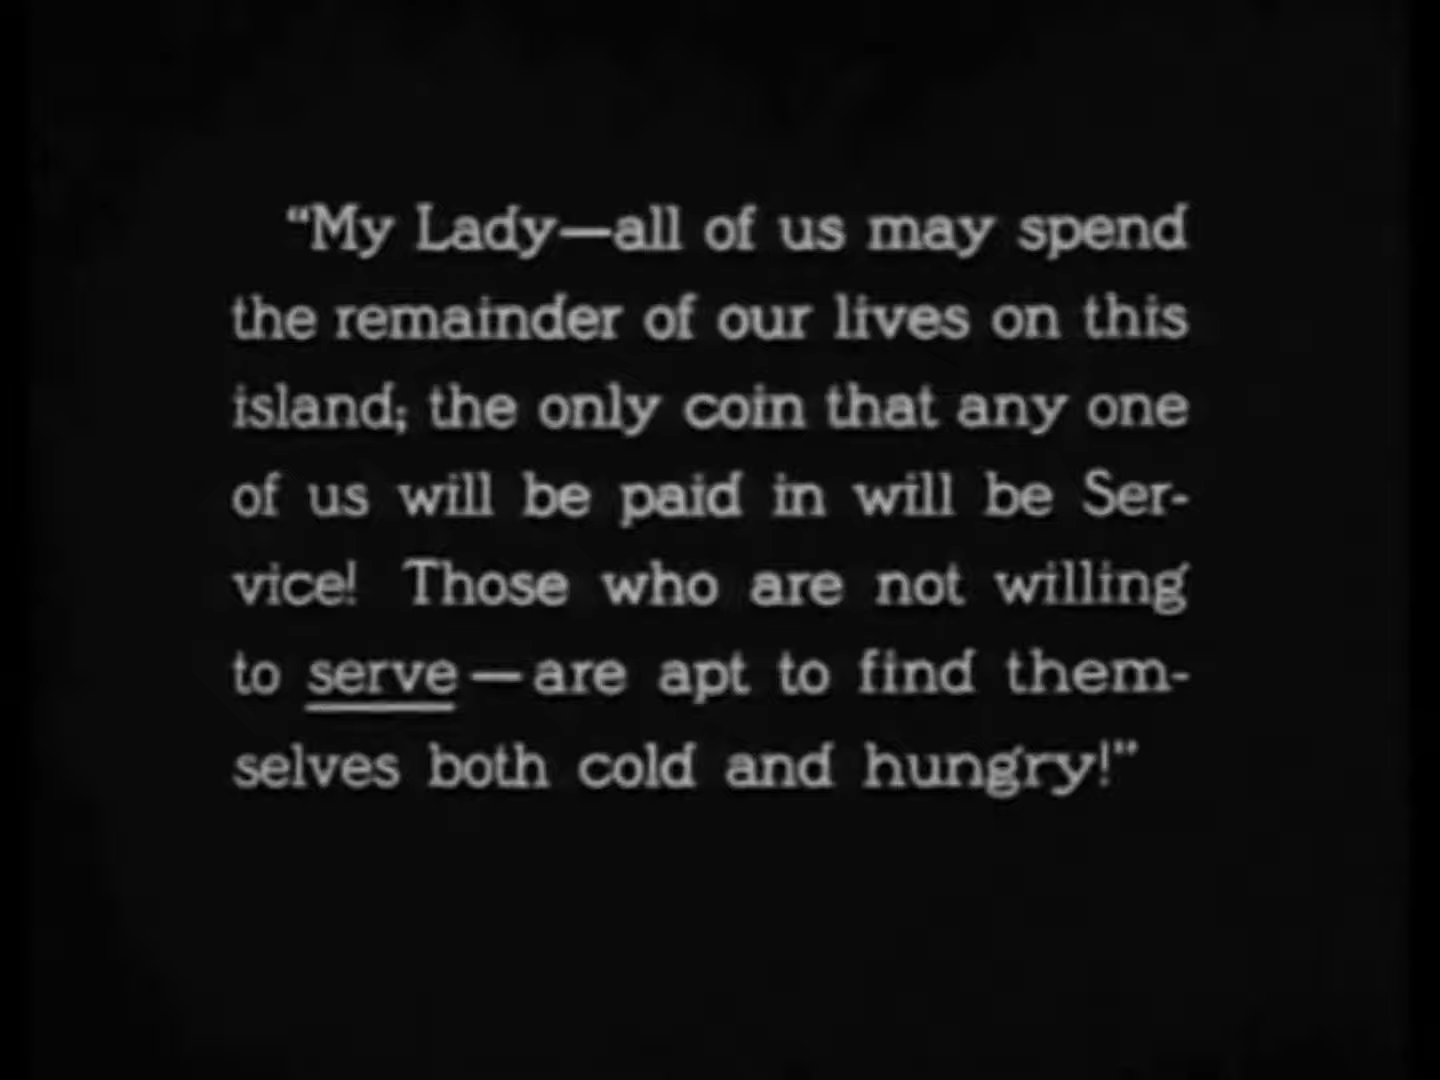 “My Lady—all of us may spend
the remainder of our lives on this
island; the only coin that any one
of us will be paid in will be Ser-
vice! Those who are not willing
to serve—are apt to find them-
selves both cold and hungry!”